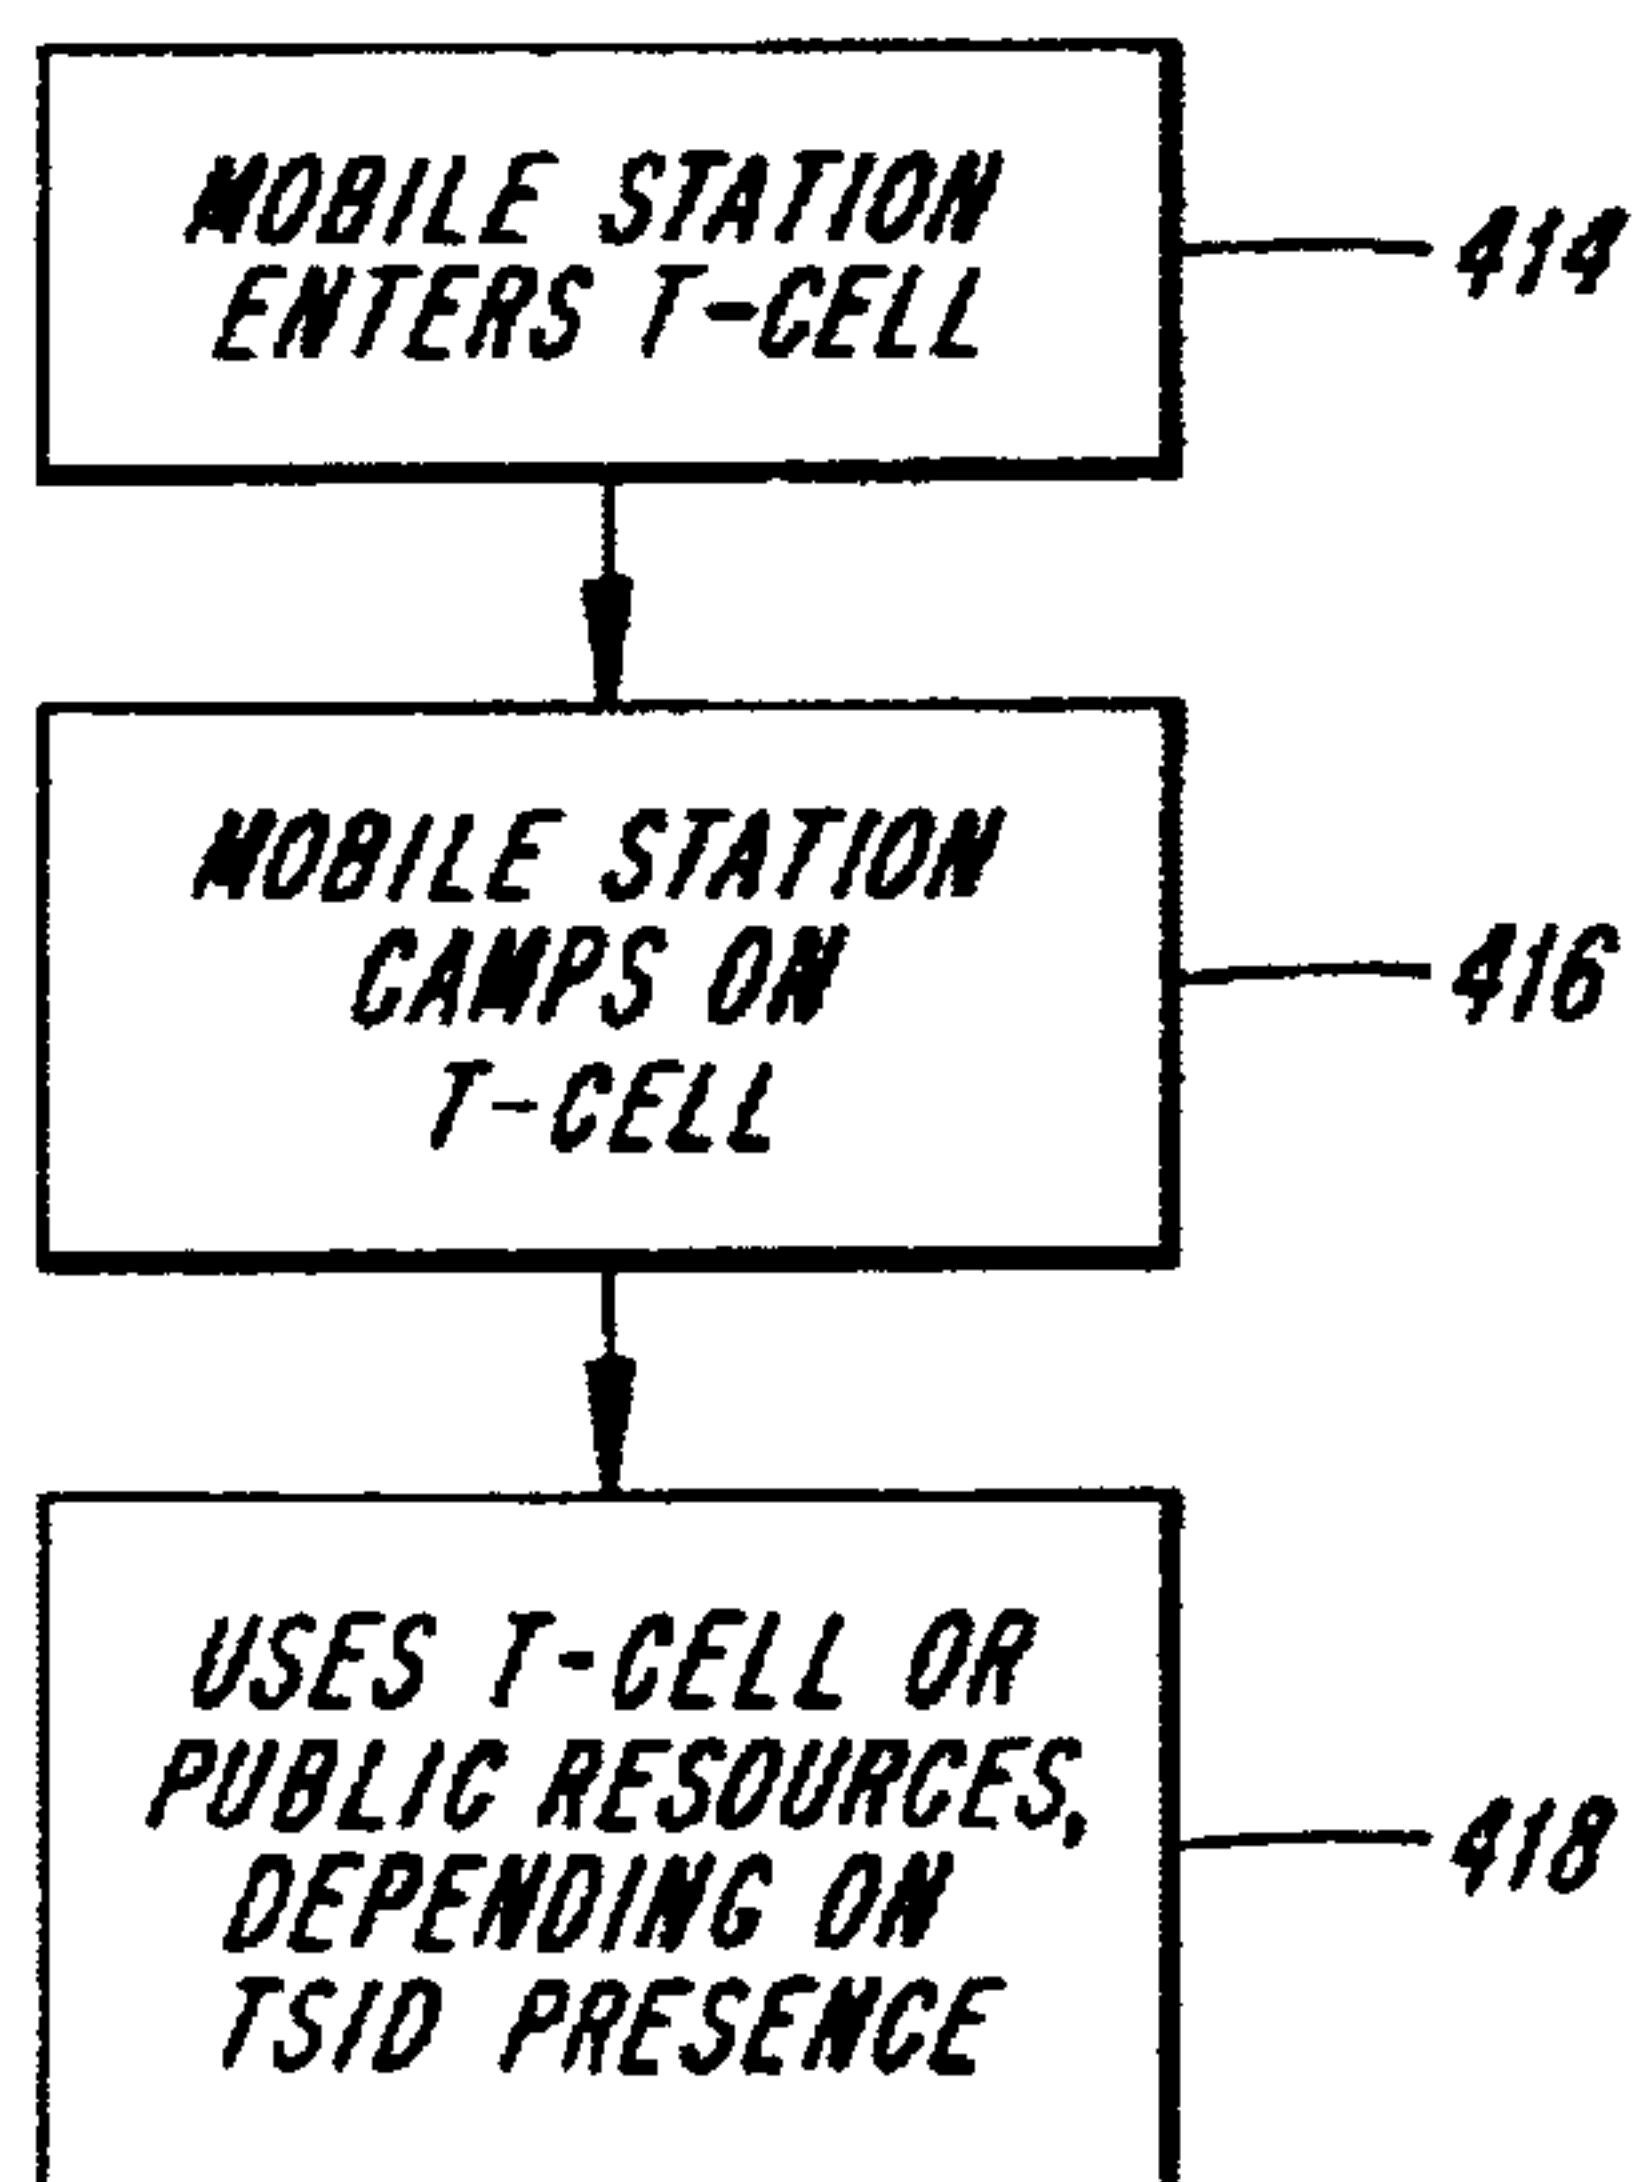 MOBILE STATION
ENTERS T-CELL
414
MOBILE STATION
CAMPS ON
T-CELL
416
USES T-CELL OR
PUBLIC RESOURCES,
DEPENDING ON
TSID PRESENCE
418